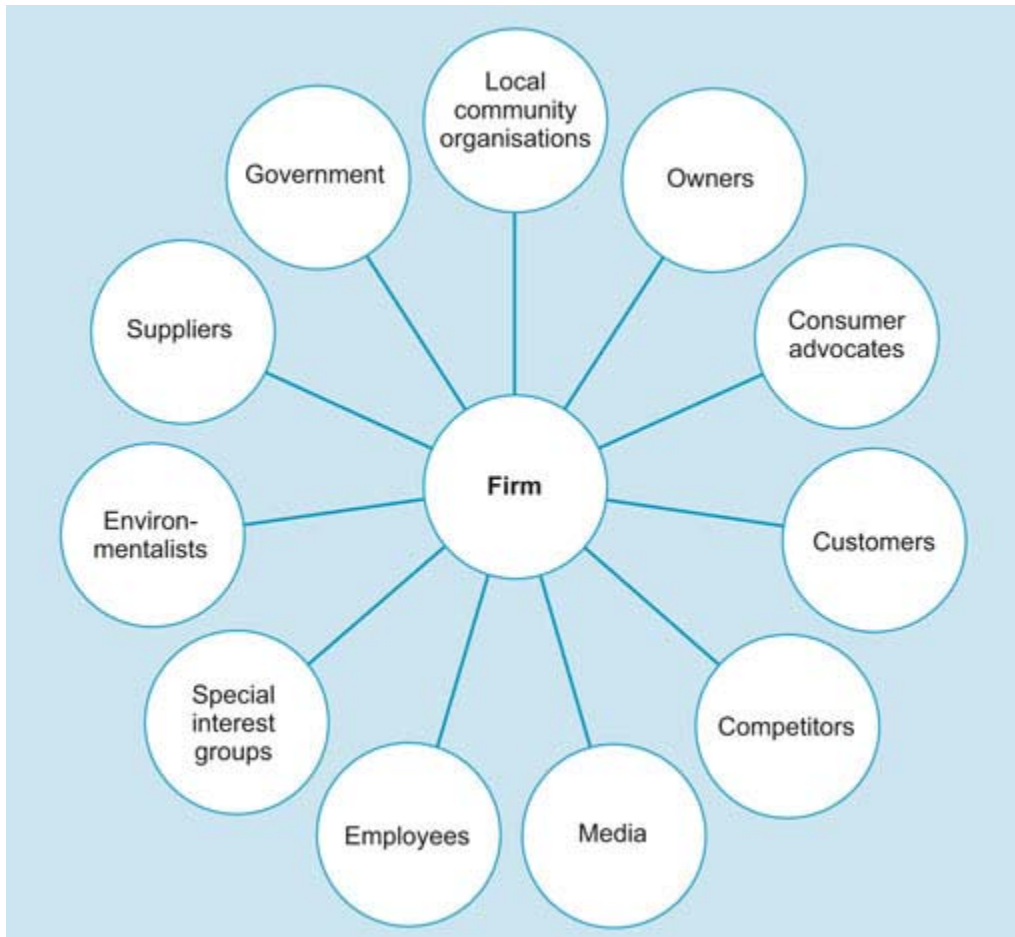 Local
community
organisations
Government
Owners
Suppliers
Consumer
advocates
Firm
Environ-
mentalists
Customers
Special
interest
groups
Competitors
Employees
Media